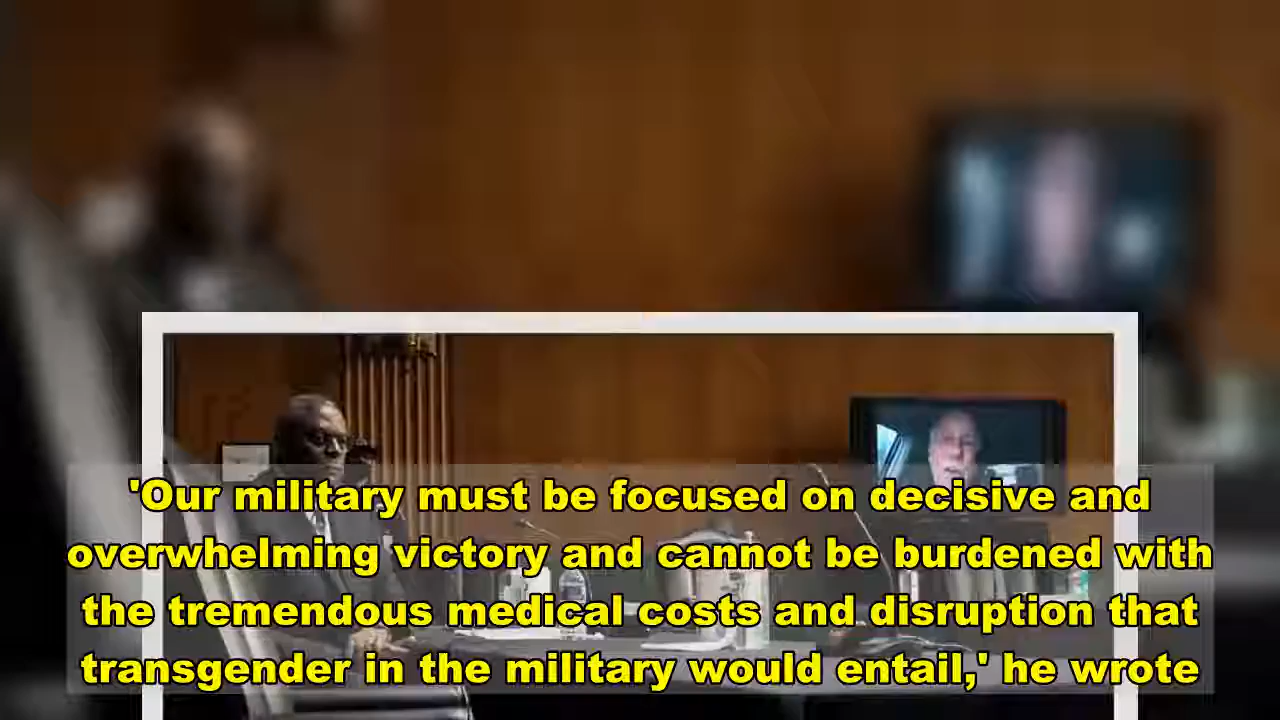 'Our military must be focused on decisive and
overwhelming victory and cannot be burdened with
the tremendous medical costs and disruption that
transgender in the military would entail,' he wrote